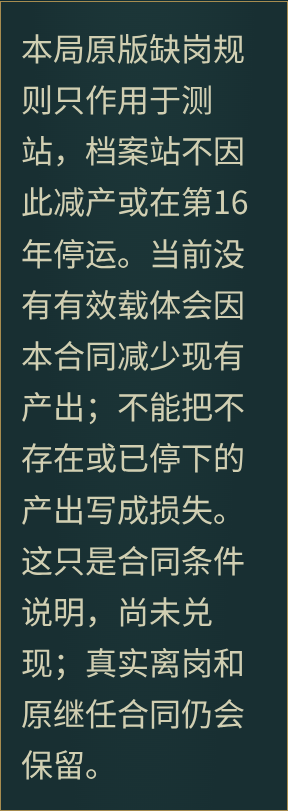 本局原版缺岗规
则只作用于测
站，档案站不因
此减产或在第16
年停运。当前没
有有效载体会因
本合同减少现有
产出；不能把不
存在或已停下的
产出写成损失。
这只是合同条件
说明，尚未兑
现；真实离岗和
原继任合同仍会
保留。